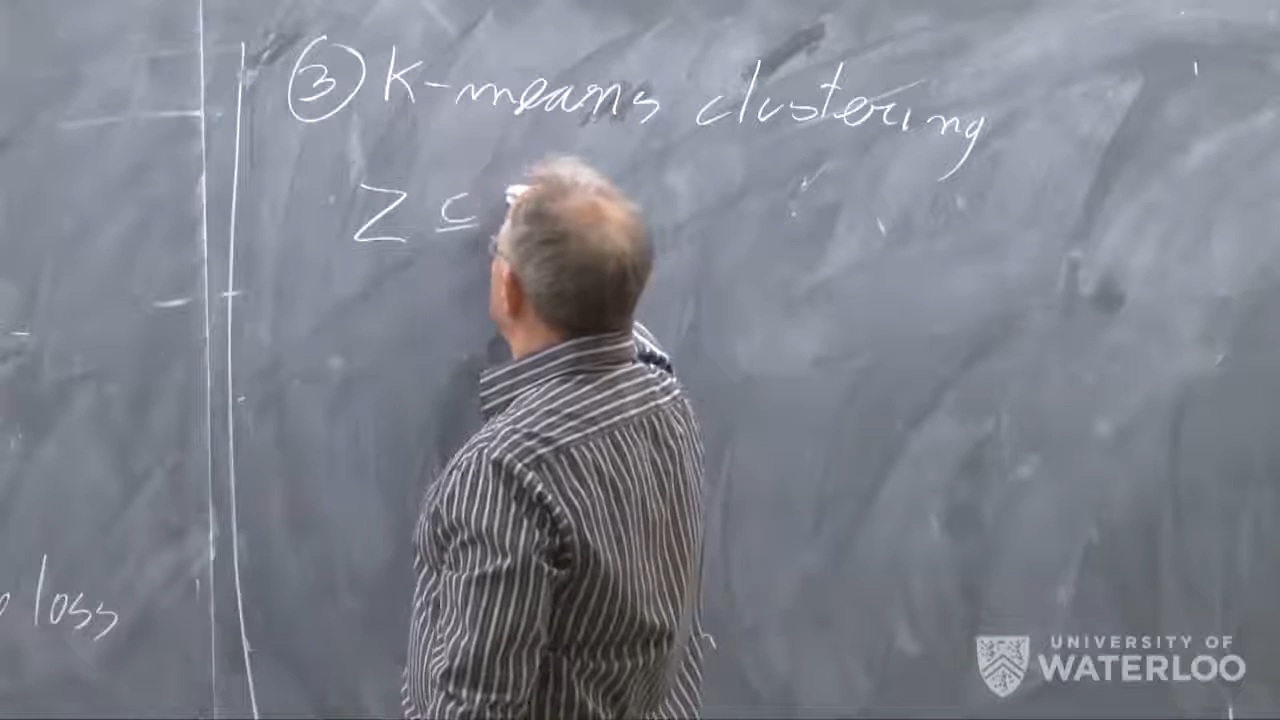 ③ K-means clustering
Z ⊆
loss
UNIVERSITY OF
WATERLOO